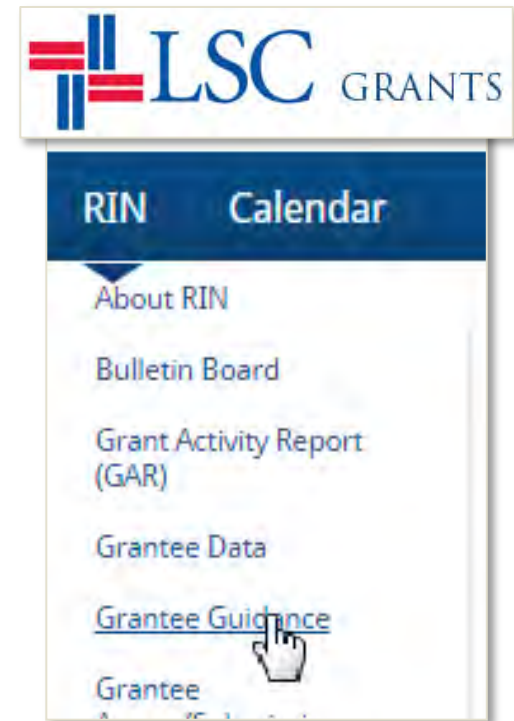 LSC GRANTS
RIN Calendar
About RIN
Bulletin Board
Grant Activity Report
(GAR)
Grantee Data
Grantee Guidance
Grantee